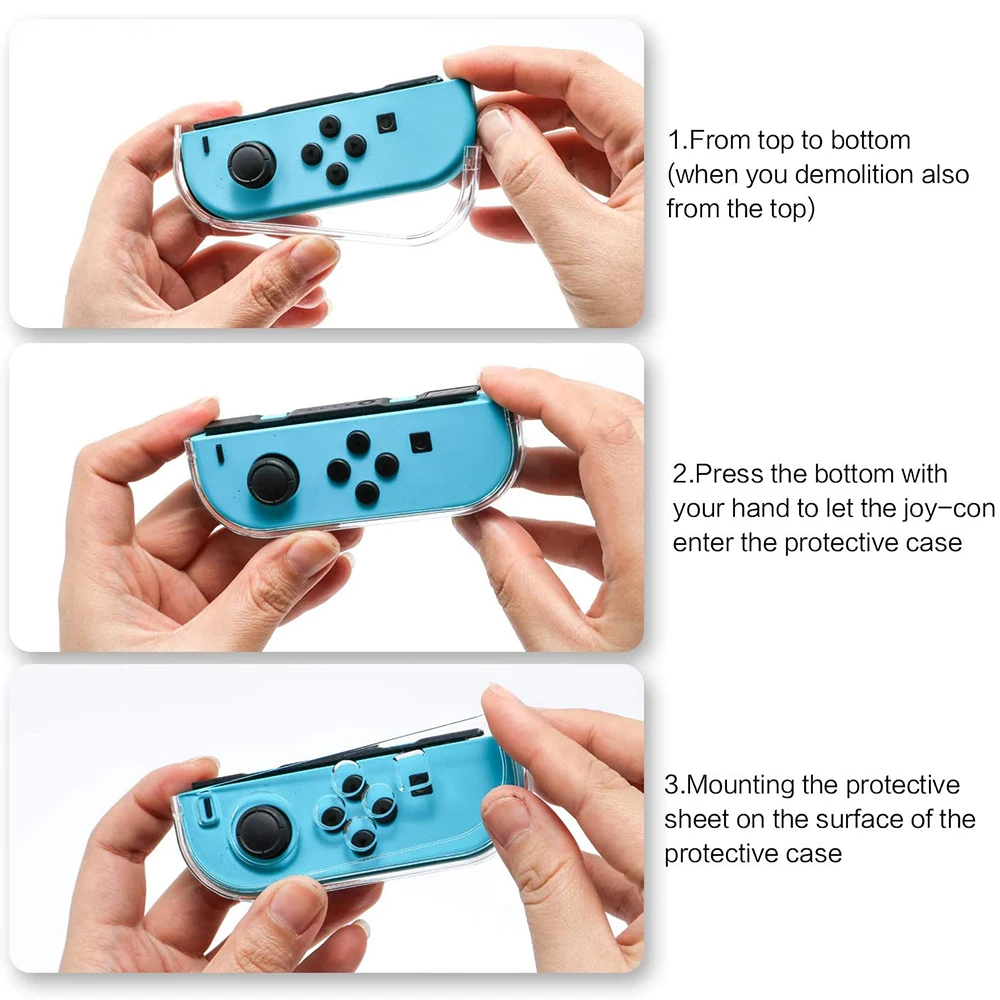 1.From top to bottom
(when you demolition also
from the top)
2.Press the bottom with
your hand to let the joy-con
enter the protective case
3.Mounting the protective
sheet on the surface of the
protective case